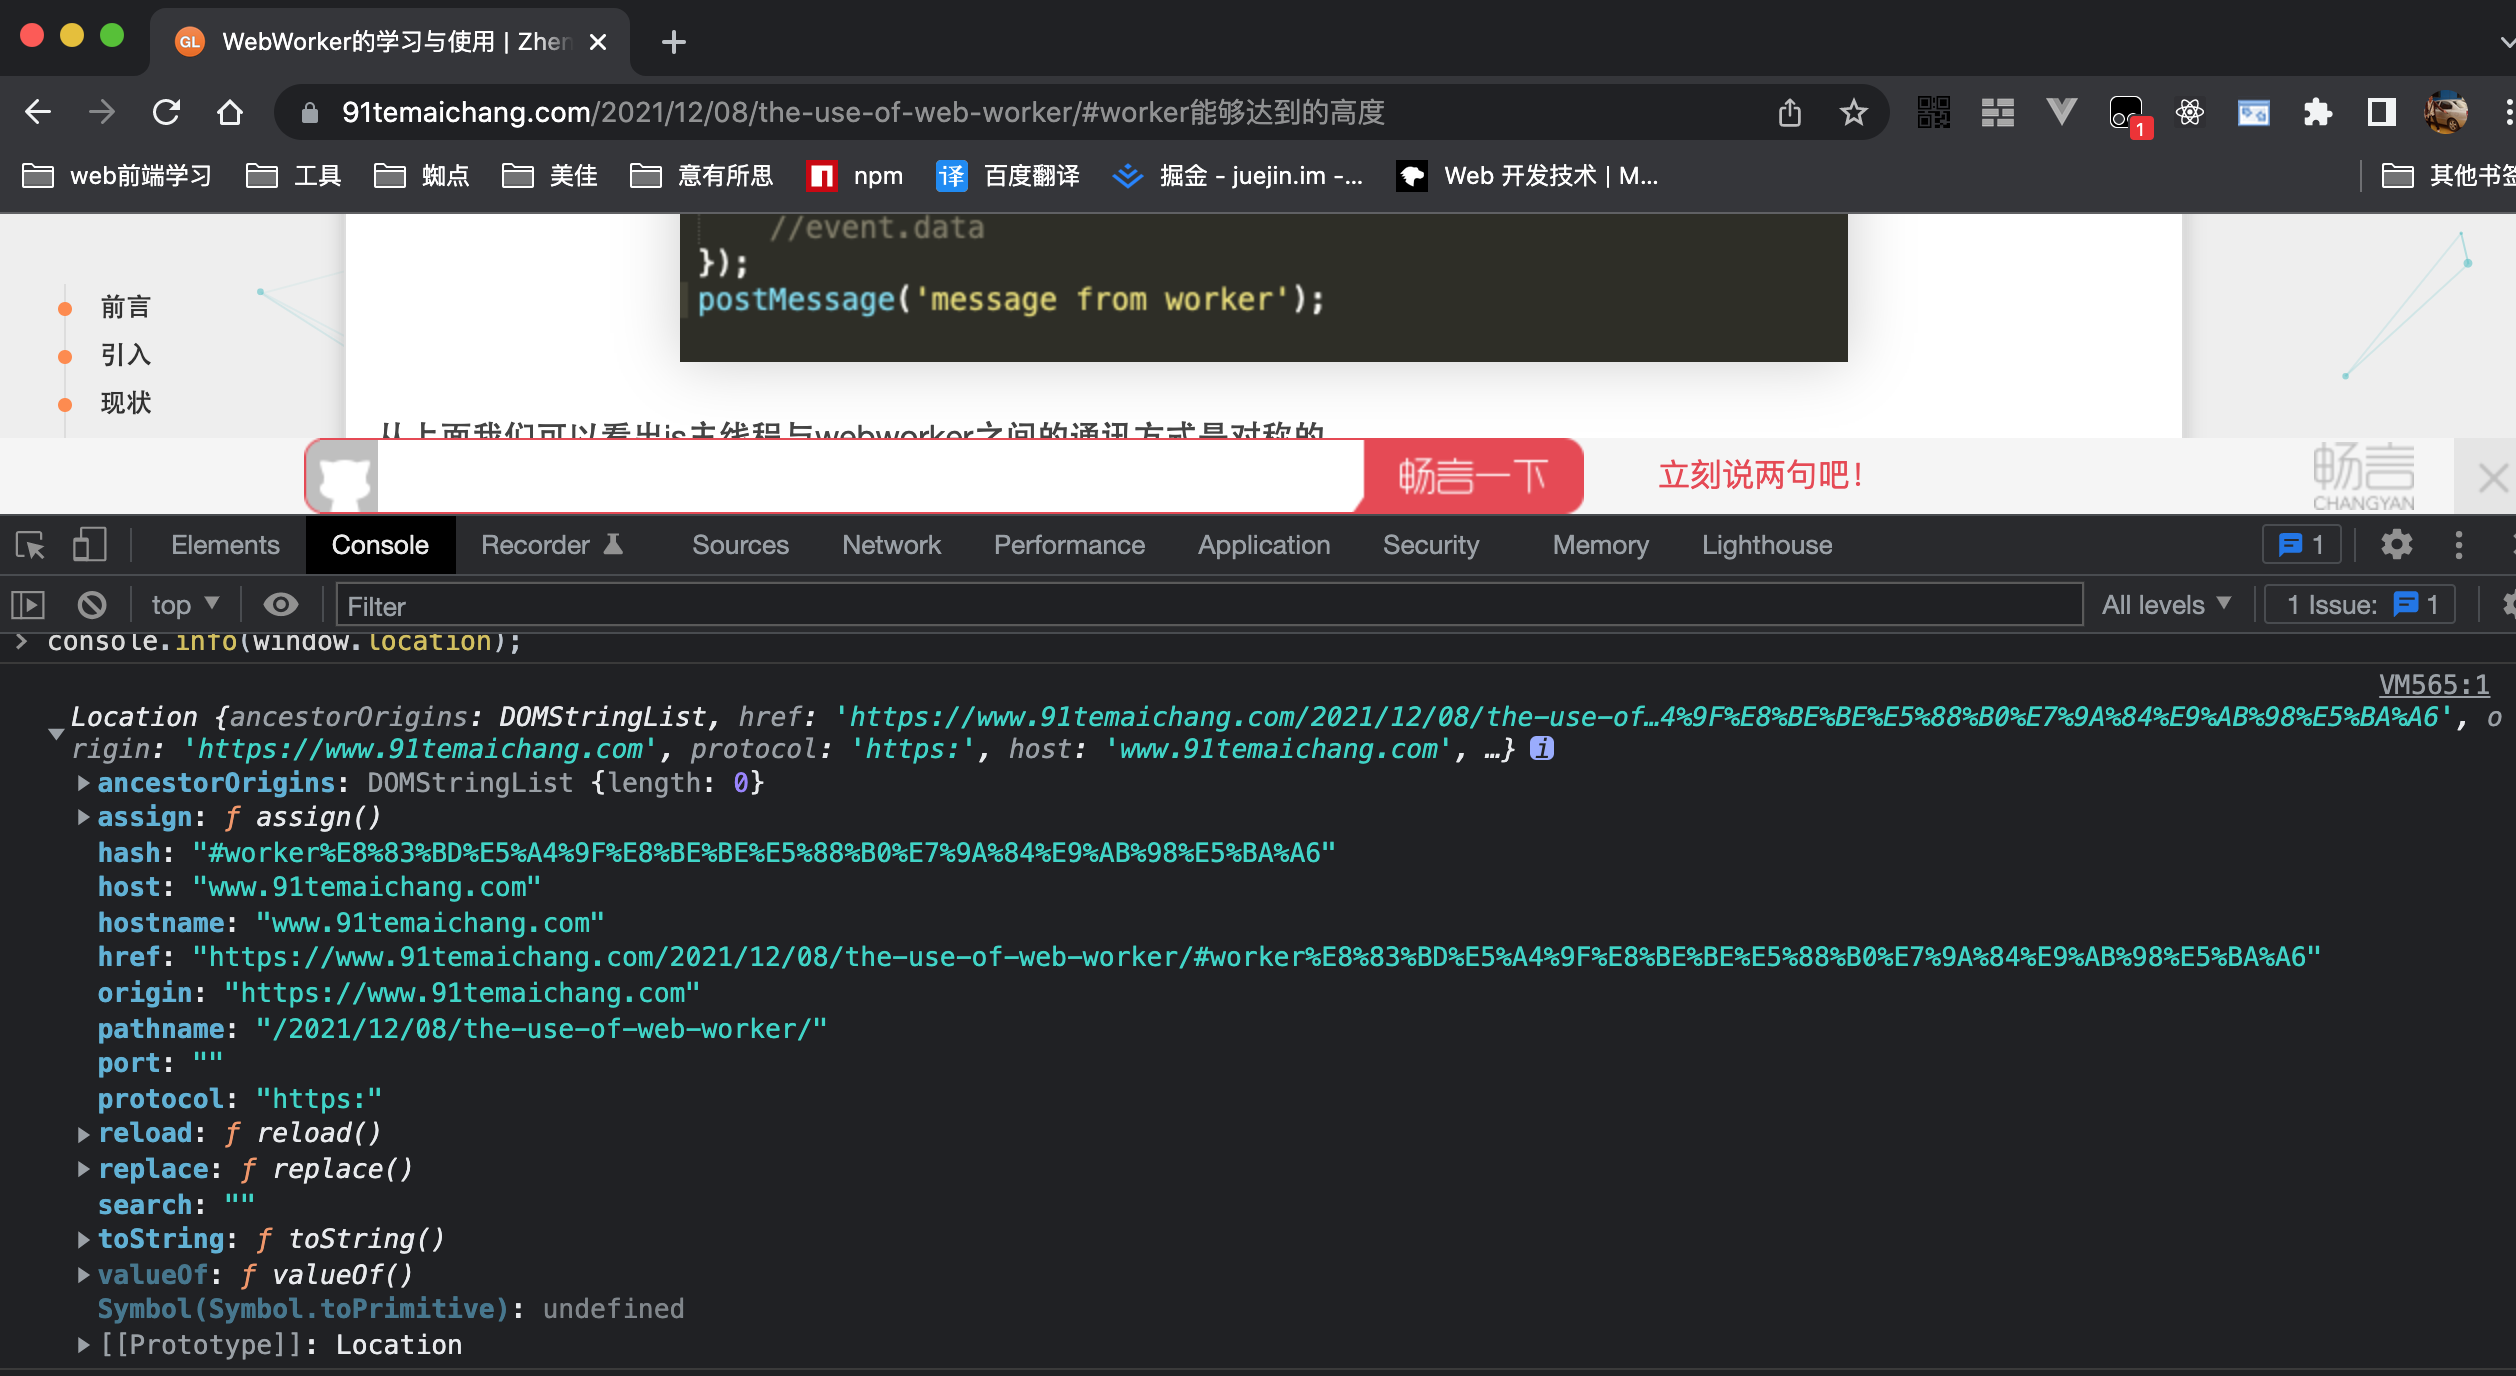 GL WebWorker的学习与使用 | Zhen
91temaichang.com/2021/12/08/the-use-of-web-worker/#worker能够达到的高度
1
web前端学习 工具 蜘点 美佳 意有所思 npm 译 百度翻译 掘金 - juejin.im -... Web 开发技术 | M... 其他书签
//event.data
});
postMessage('message from worker');
前言
引入
现状
从上面我们可以看出js主线程与webworker之间的通讯方式是对称的
畅言一下 立刻说两句吧! 畅言
CHANGYAN
Elements Console Recorder Sources Network Performance Application Security Memory Lighthouse 1
top Filter All levels 1 Issue: 1
> console.info(window.location);
VM565:1
Location {ancestorOrigins: DOMStringList, href: 'https://www.91temaichang.com/2021/12/08/the-use-of…4%9F%E8%BE%BE%E5%88%B0%E7%9A%84%E9%AB%98%E5%BA%A6', o
rigin: 'https://www.91temaichang.com', protocol: 'https:', host: 'www.91temaichang.com', …} i
ancestorOrigins: DOMStringList {length: 0}
assign: ƒ assign()
hash: "#worker%E8%83%BD%E5%A4%9F%E8%BE%BE%E5%88%B0%E7%9A%84%E9%AB%98%E5%BA%A6"
host: "www.91temaichang.com"
hostname: "www.91temaichang.com"
href: "https://www.91temaichang.com/2021/12/08/the-use-of-web-worker/#worker%E8%83%BD%E5%A4%9F%E8%BE%BE%E5%88%B0%E7%9A%84%E9%AB%98%E5%BA%A6"
origin: "https://www.91temaichang.com"
pathname: "/2021/12/08/the-use-of-web-worker/"
port: ""
protocol: "https:"
reload: ƒ reload()
replace: ƒ replace()
search: ""
toString: ƒ toString()
valueOf: ƒ valueOf()
Symbol(Symbol.toPrimitive): undefined
[[Prototype]]: Location